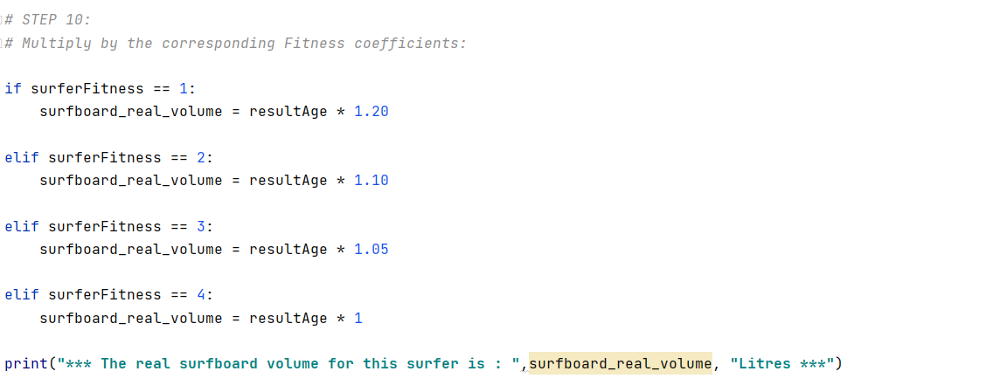 # STEP 10:
# Multiply by the corresponding Fitness coefficients:
if surferFitness == 1:
    surfboard_real_volume = resultAge * 1.20
elif surferFitness == 2:
    surfboard_real_volume = resultAge * 1.10
elif surferFitness == 3:
    surfboard_real_volume = resultAge * 1.05
elif surferFitness == 4:
    surfboard_real_volume = resultAge * 1
print("*** The real surfboard volume for this surfer is : ",surfboard_real_volume, "Litres ***")